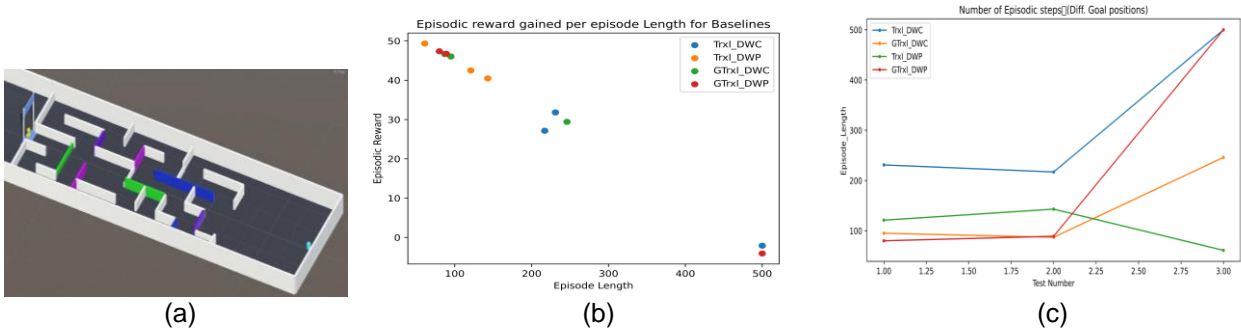 Episodic reward gained per episode Length for Baselines
Trxl_DWC
Trxl_DWP
GTrxl_DWC
GTrxl_DWP
50
40
30
20
10
0
Episodic Reward
100
200
300
400
500
Episode Length
Number of Episodic steps▯(Diff. Goal positions)
Trxl_DWC
GTrxl_DWC
Trxl_DWP
GTrxl_DWP
500
400
300
200
100
Episode_Length
1.00
1.25
1.50
1.75
2.00
2.25
2.50
2.75
3.00
Test Number
(a)
(b)
(c)